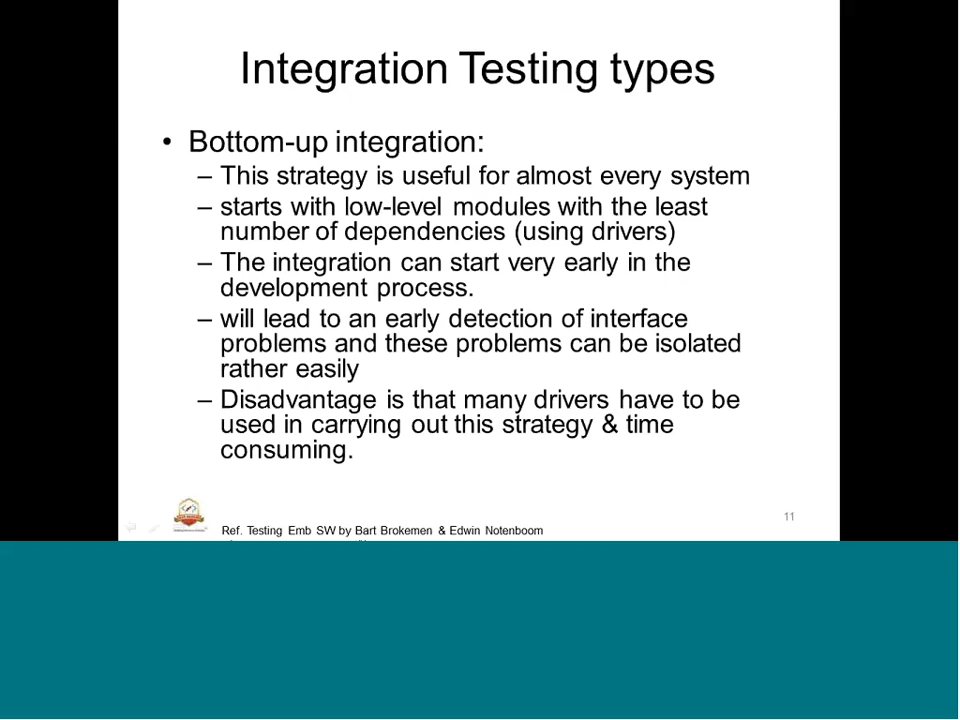 Integration Testing types
• Bottom-up integration:
– This strategy is useful for almost every system
– starts with low-level modules with the least
number of dependencies (using drivers)
– The integration can start very early in the
development process.
– will lead to an early detection of interface
problems and these problems can be isolated
rather easily
– Disadvantage is that many drivers have to be
used in carrying out this strategy & time
consuming.
11
Ref. Testing Emb SW by Bart Brokemen & Edwin Notenboom